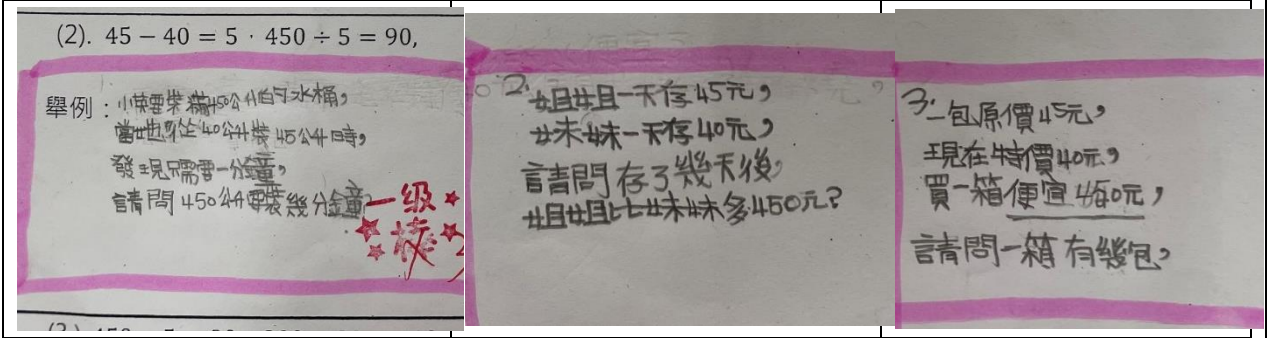 (2). 45 − 40 = 5 · 450 ÷ 5 = 90,
舉例：小英要裝滿450公升的水桶，
當她從40公升裝45公升時，
發現只需要一分鐘，
請問450公升要裝幾分鐘
一级
棒
2.姐姐一天存45元，
妹妹一天存40元，
請問存了幾天後，
姐姐比妹妹多450元?
3.一包原價45元，
現在特價40元，
買一箱便宜450元，
請問一箱有幾包，